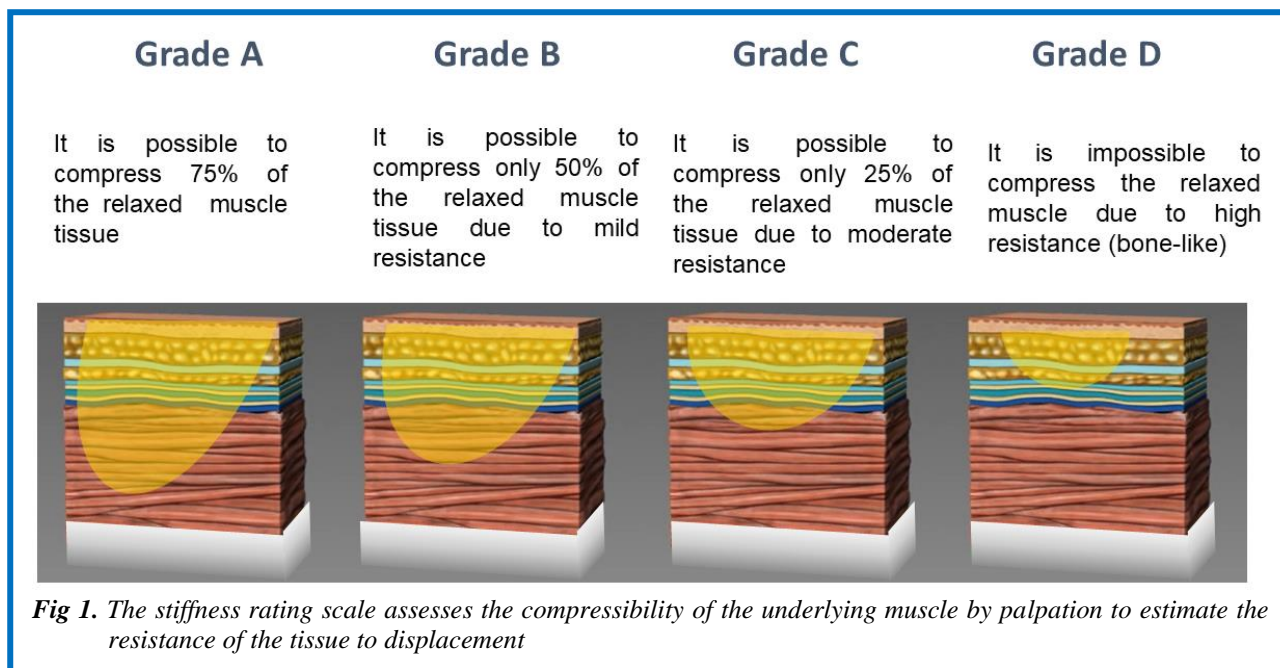 Grade A
It is possible to
compress 75% of
the relaxed muscle
tissue
Grade B
It is possible to
compress only 50% of
the relaxed muscle
tissue due to mild
resistance
Grade C
It is possible to
compress only 25% of
the relaxed muscle
tissue due to moderate
resistance
Grade D
It is impossible to
compress the relaxed
muscle due to high
resistance (bone-like)
Fig 1. The stiffness rating scale assesses the compressibility of the underlying muscle by palpation to estimate the
resistance of the tissue to displacement